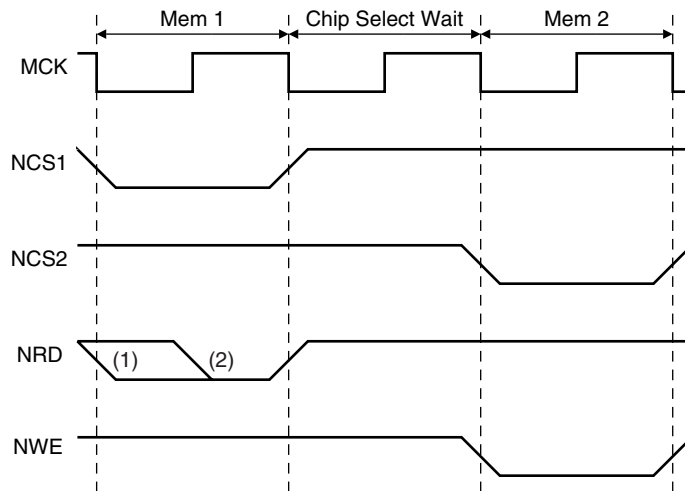 Mem 1
Chip Select Wait
Mem 2
MCK
NCS1
NCS2
NRD
(1)
(2)
NWE